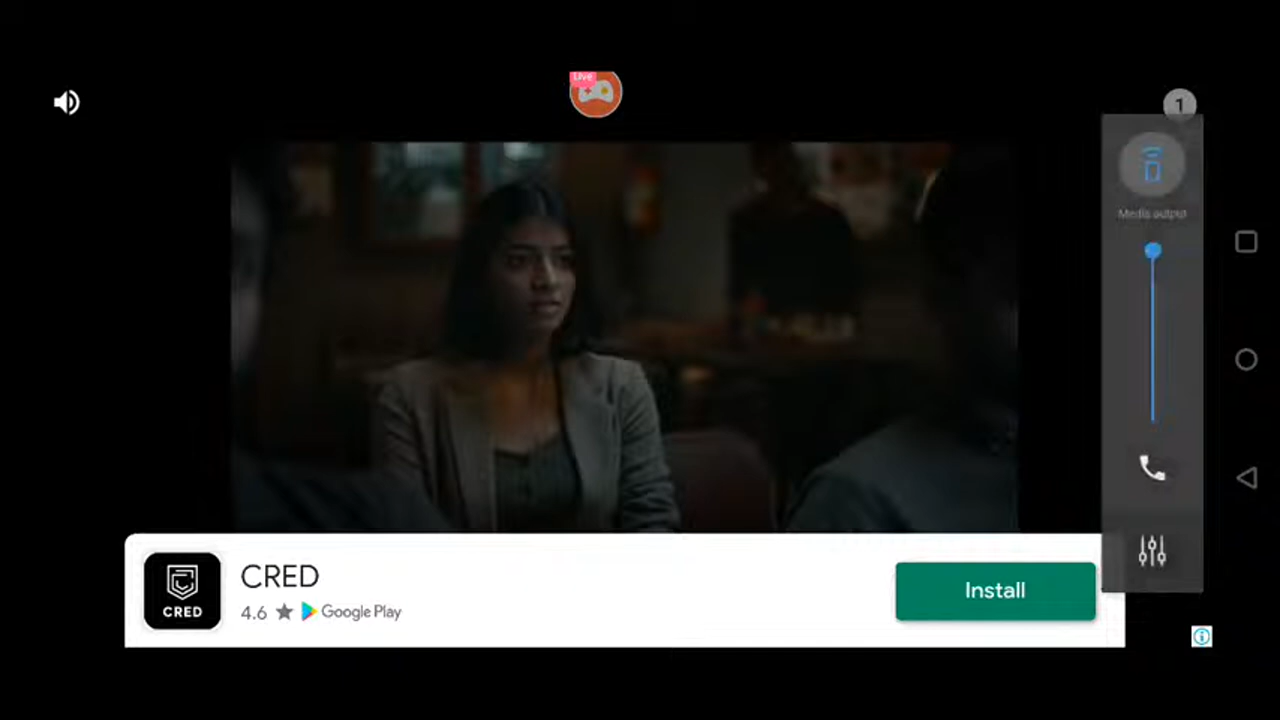 Live
1
Media output
CRED
CRED
4.6 ★ Google Play
Install